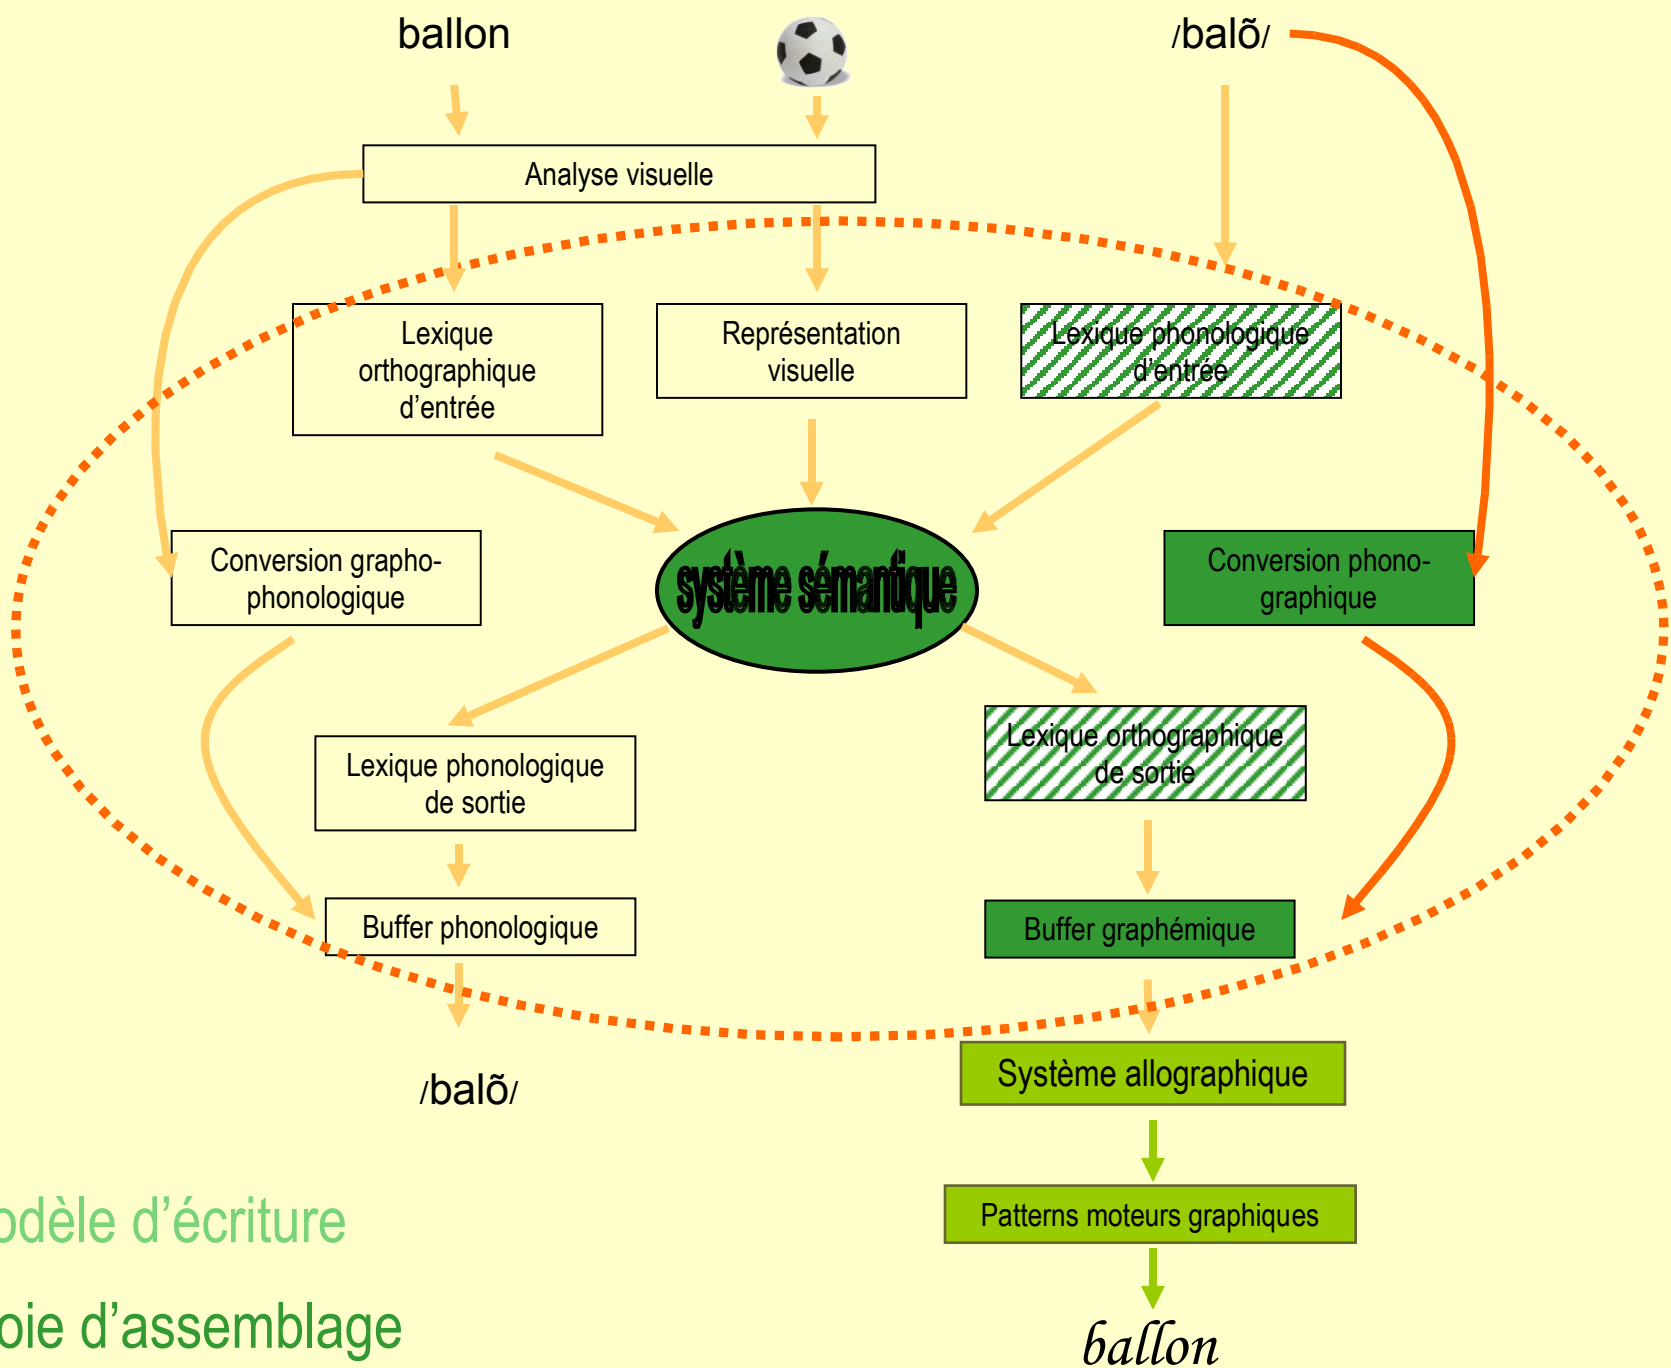 ballon
/balõ/
Analyse visuelle
Lexique
orthographique
d’entrée
Représentation
visuelle
Lexique phonologique
d’entrée
Conversion grapho-
phonologique
système sémantique
Conversion phono-
graphique
Lexique phonologique
de sortie
Lexique orthographique
de sortie
Buffer phonologique
Buffer graphémique
/balõ/
Système allographique
Patterns moteurs graphiques
ballon
odèle d’écriture
oie d’assemblage